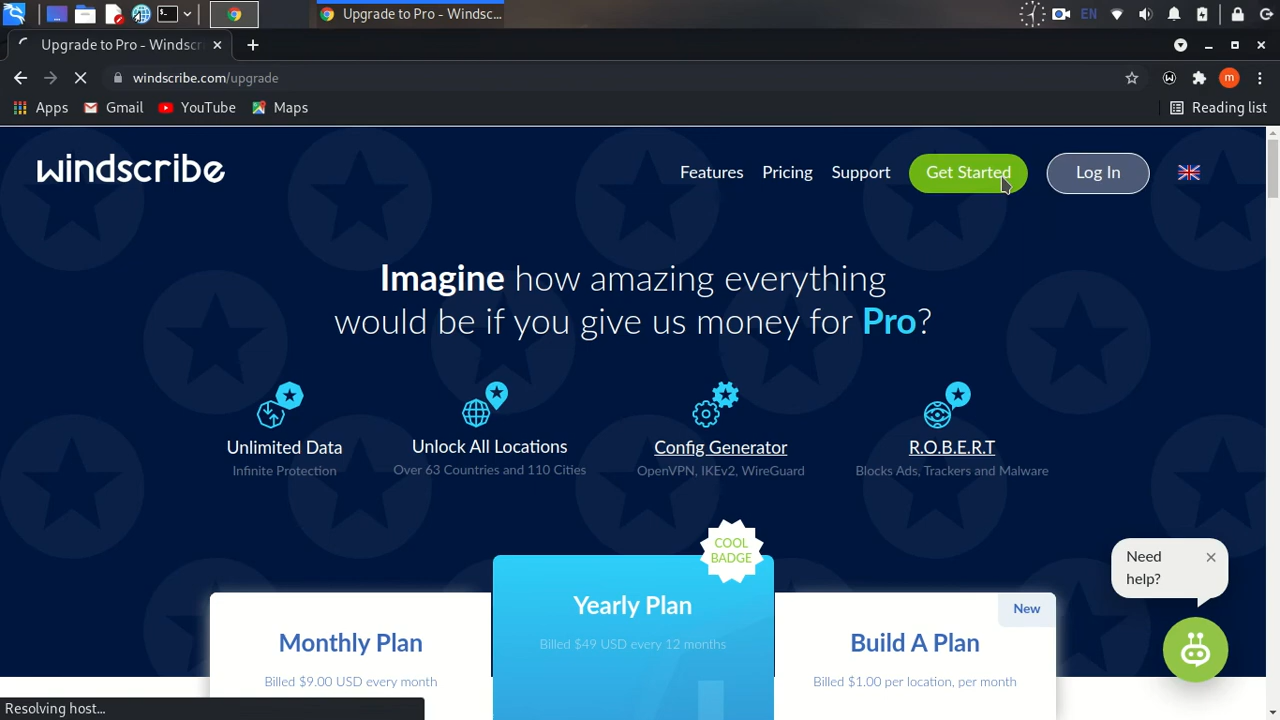 Upgrade to Pro - Windsc...
EN
Upgrade to Pro - Windscr
windscribe.com/upgrade
m
Apps Gmail YouTube Maps Reading list
windscribe
Features Pricing Support Get Started Log In
Imagine how amazing everything
would be if you give us money for Pro?
Unlimited Data Unlock All Locations Config Generator R.O.B.E.R.T
Infinite Protection Over 63 Countries and 110 Cities OpenVPN, IKEv2, WireGuard Blocks Ads, Trackers and Malware
COOL
BADGE
Need
help?
Yearly Plan
Billed $49 USD every 12 months
New
Monthly Plan
Billed $9.00 USD every month
Build A Plan
Billed $1.00 per location, per month
Resolving host...